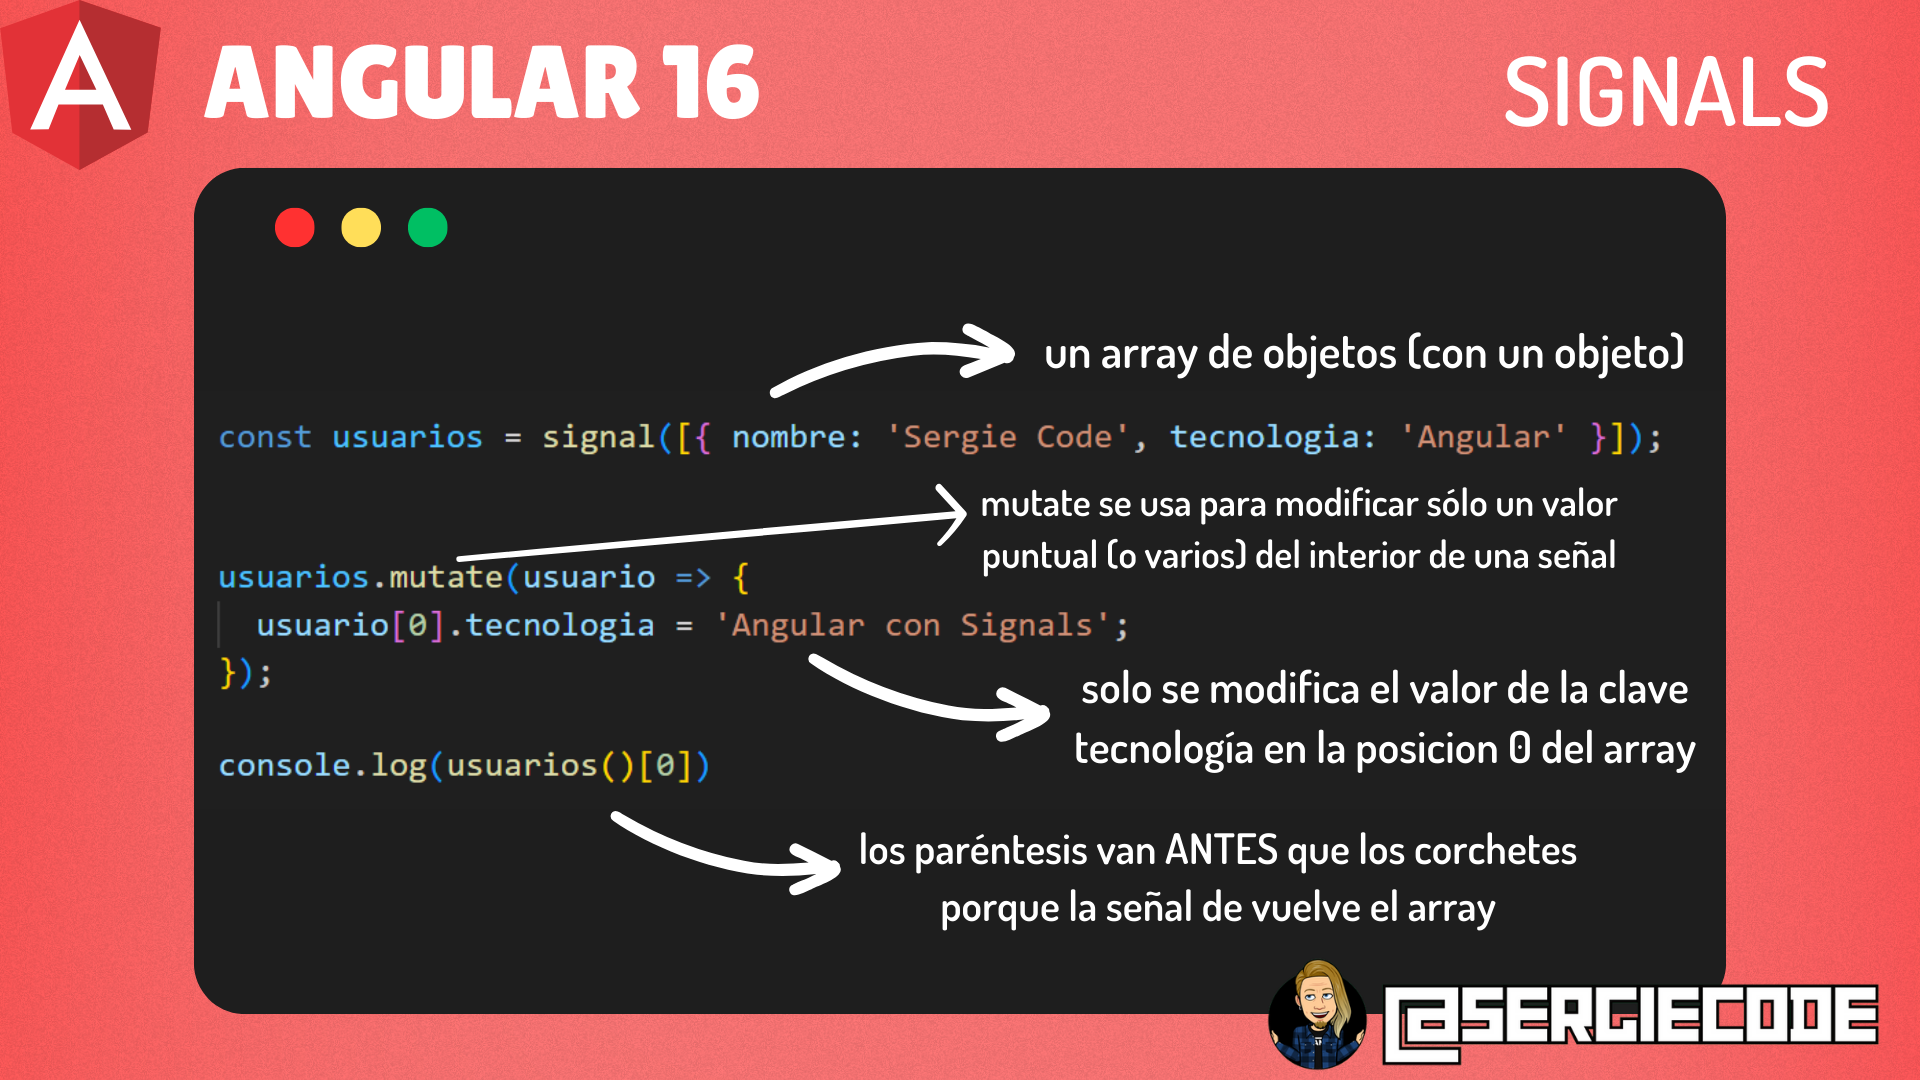 ANGULAR 16
SIGNALS
un array de objetos (con un objeto)
const usuarios = signal([{ nombre: 'Sergie Code', tecnologia: 'Angular' }]);
mutate se usa para modificar sólo un valor
puntual (o varios) del interior de una señal
usuarios.mutate(usuario => {
usuario[0].tecnologia = 'Angular con Signals';
});
solo se modifica el valor de la clave
tecnología en la posicion 0 del array
console.log(usuarios()[0])
los paréntesis van ANTES que los corchetes
porque la señal de vuelve el array
@SERGIECODE